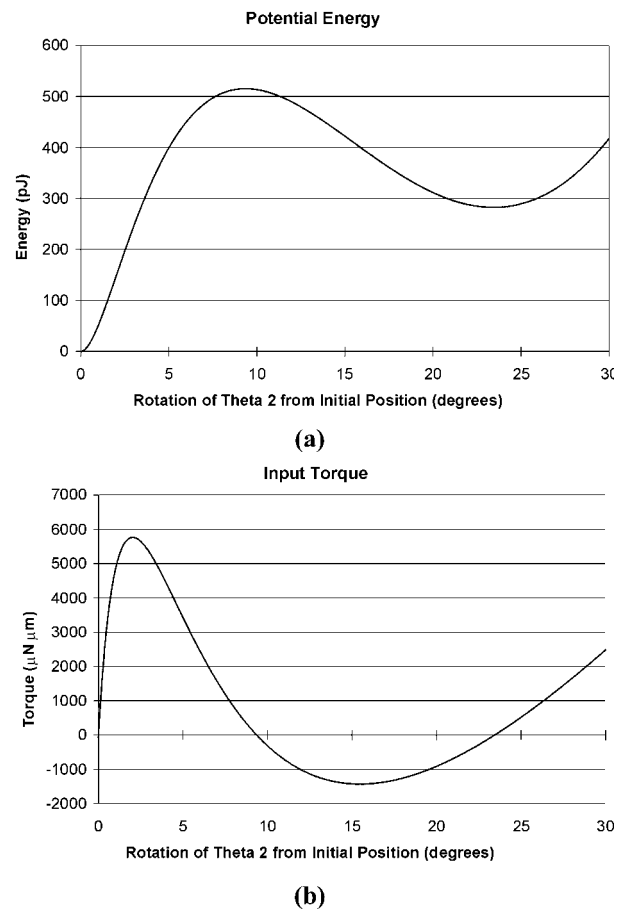 Potential Energy
600
500
400
300
200
100
0
Energy (pJ)
0 5 10 15 20 25 30
Rotation of Theta 2 from Initial Position (degrees)
(a)
Input Torque
7000
6000
5000
4000
3000
2000
1000
0
-1000
-2000
Torque (μN μm)
0 5 10 15 20 25 30
Rotation of Theta 2 from Initial Position (degrees)
(b)